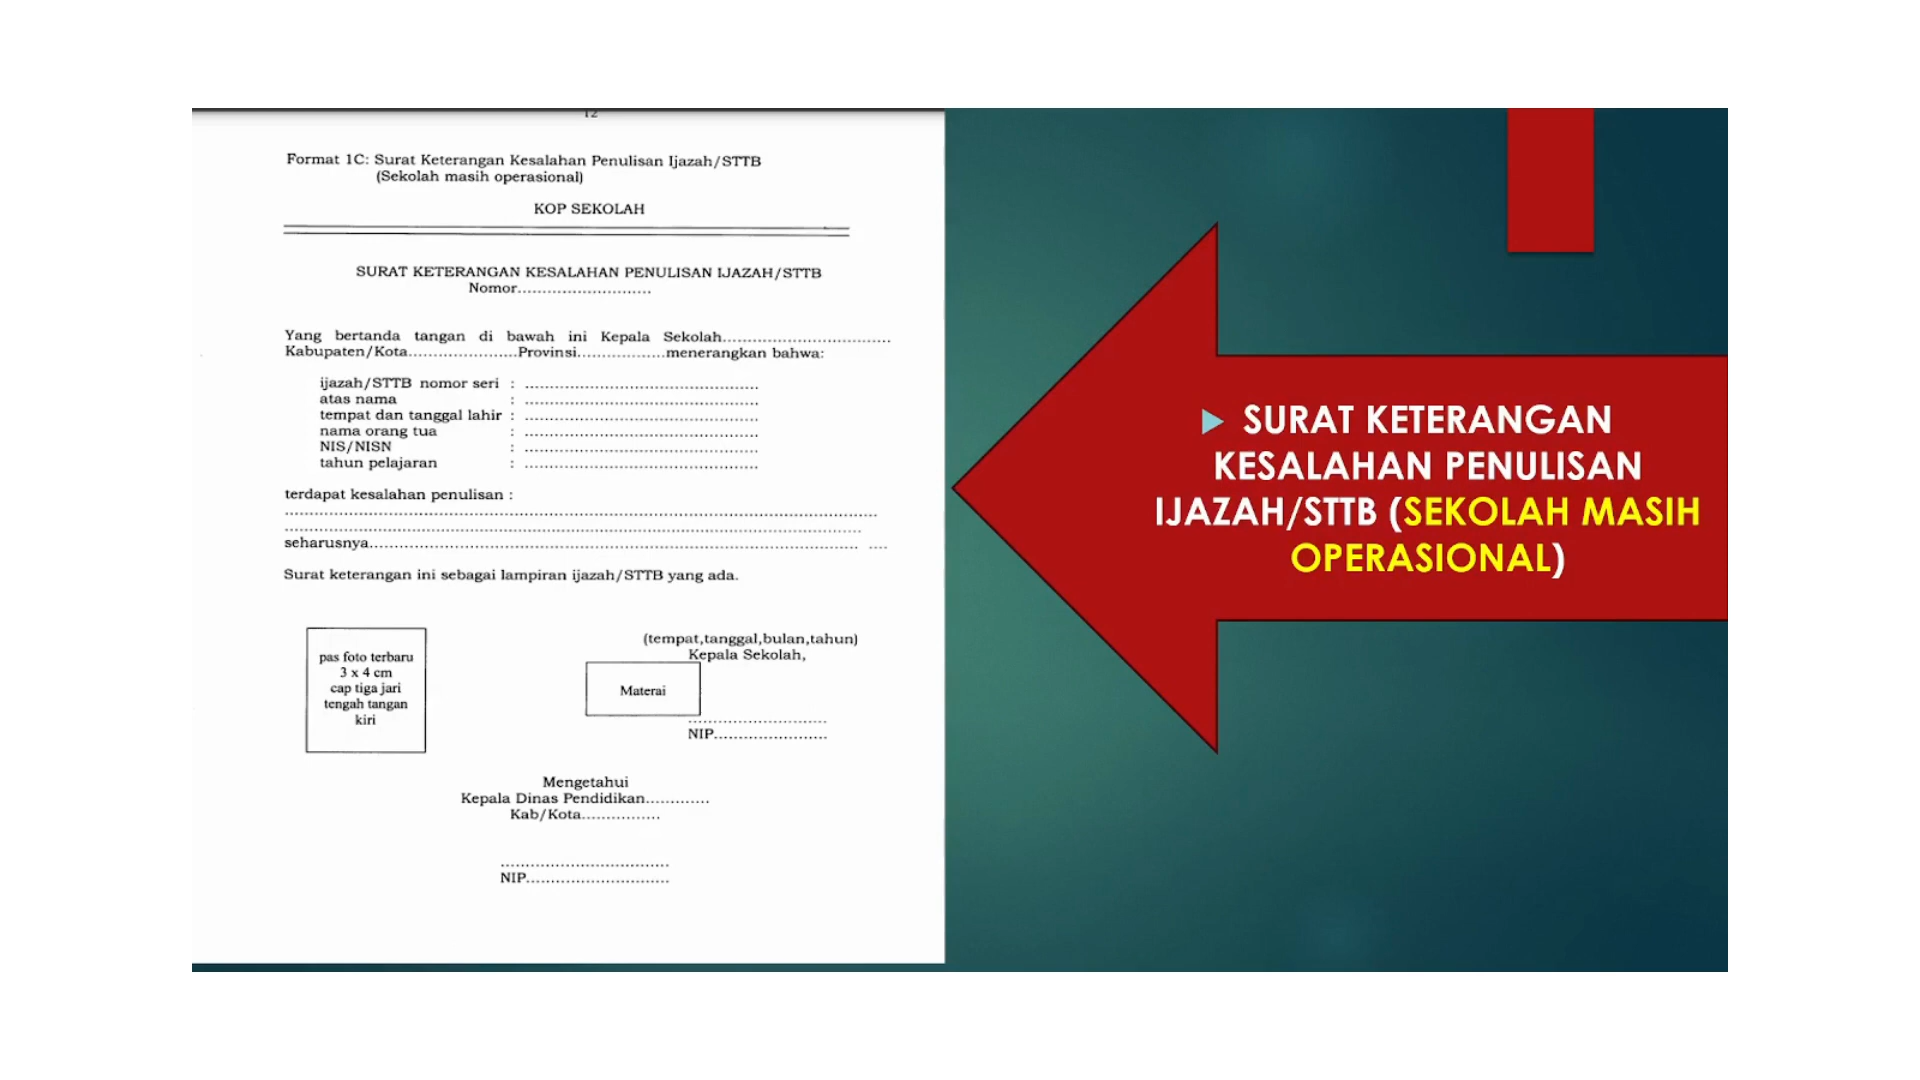 12
Format 1C: Surat Keterangan Kesalahan Penulisan Ijazah/STTB
(Sekolah masih operasional)
KOP SEKOLAH
SURAT KETERANGAN KESALAHAN PENULISAN IJAZAH/STTB
Nomor...........................
Yang bertanda tangan di bawah ini Kepala Sekolah..................................
Kabupaten/Kota......................Provinsi..................menerangkan bahwa:
ijazah/STTB nomor seri : ................................................
atas nama : ................................................
tempat dan tanggal lahir : ................................................
nama orang tua : ................................................
NIS/NISN : ................................................
tahun pelajaran : ................................................
terdapat kesalahan penulisan :
........................................................................................................................
....................................................................................................................
seharusnya.................................................................................................... ....
Surat keterangan ini sebagai lampiran ijazah/STTB yang ada.
pas foto terbaru
3 x 4 cm
cap tiga jari
tengah tangan
kiri
(tempat,tanggal,bulan,tahun)
Kepala Sekolah,
Materai
............................
NIP.......................
Mengetahui
Kepala Dinas Pendidikan.............
Kab/Kota................
..................................
NIP.............................
SURAT KETERANGAN
KESALAHAN PENULISAN
IJAZAH/STTB (SEKOLAH MASIH
OPERASIONAL)